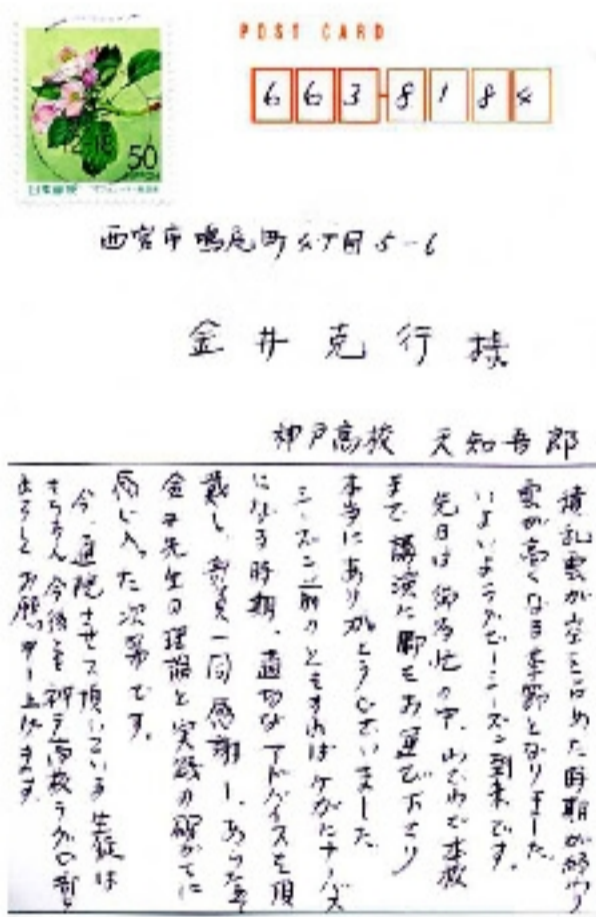 POST CARD
663-8184
12.18
50
NIPPON
日本郵便
西宮市鳴尾町4丁目5-6
金井克行様
神戸高校 天知吾郎
積乱雲が空を占めた時期が終わり
雲が高くなる季節となりました。
いよいよラグビーシーズン到来です。
先日は御多忙の中、わざわざ本校
まで講演に脚をお運び下さり
本当にありがとうございました。
シーズン前のともすればケガにナーバス
になる時期、適切なアドバイスを頂
戴し、部員一同感謝し、あらためて
金井先生の理論と実践の確かさに
感じ入った次第です。
今、通院させて頂いている生徒は
もちろん今後とも神戸高校ラグビー部を
よろしくお願い申し上げます。